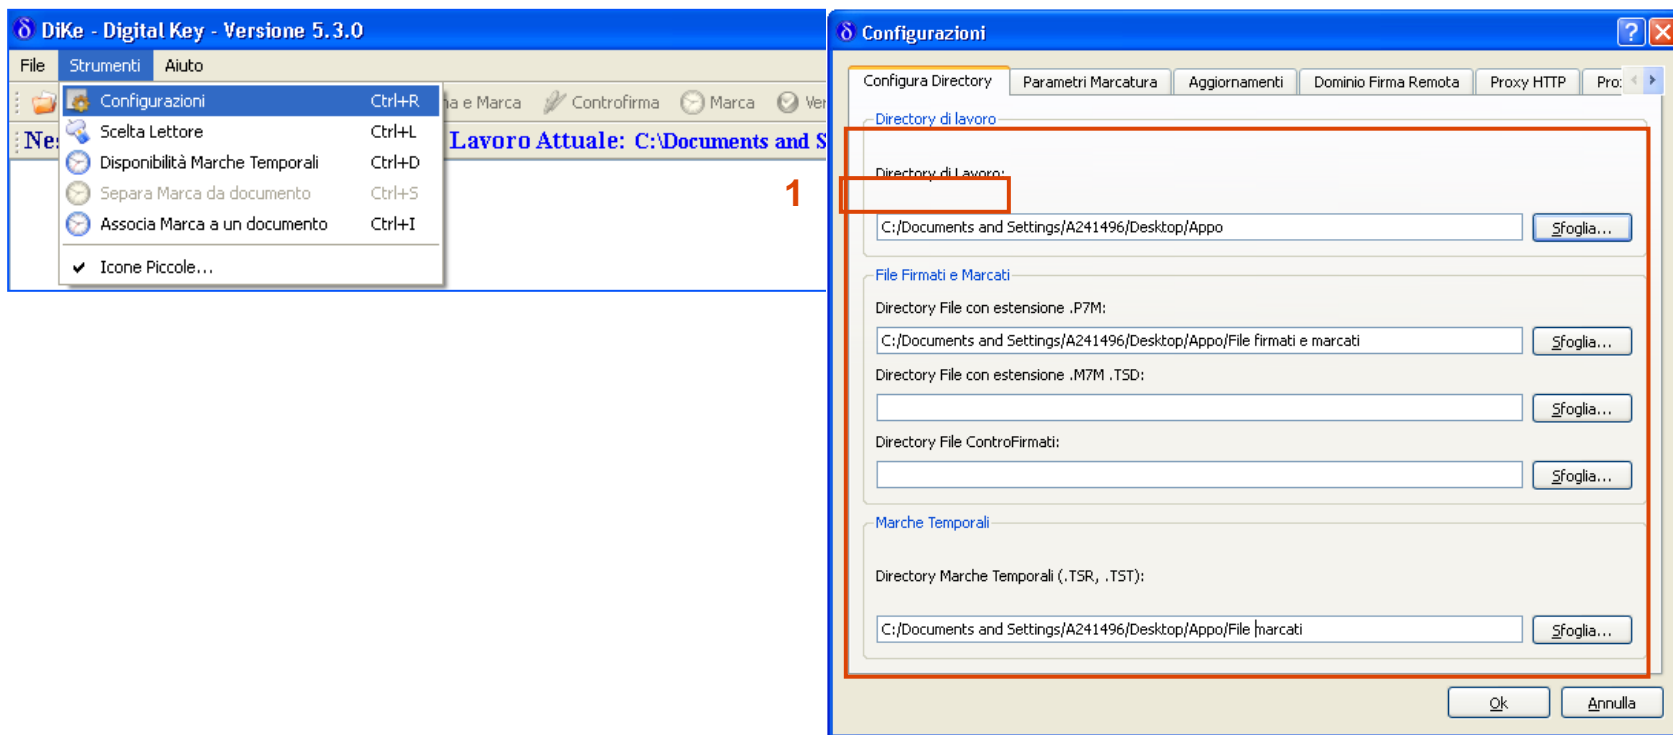 DiKe - Digital Key - Versione 5.3.0
File Strumenti Aiuto
Configurazioni Ctrl+R
Scelta Lettore Ctrl+L
Disponibilità Marche Temporali Ctrl+D
Separa Marca da documento Ctrl+S
Associa Marca a un documento Ctrl+I
Icone Piccole...
a e Marca Controfirma Marca Ver
Nes Lavoro Attuale: C:\Documents and S
1
Configurazioni
Configura Directory Parametri Marcatura Aggiornamenti Dominio Firma Remota Proxy HTTP Pro
Directory di lavoro
Directory di Lavoro:
C:/Documents and Settings/A241496/Desktop/Appo Sfoglia...
File Firmati e Marcati
Directory File con estensione .P7M:
C:/Documents and Settings/A241496/Desktop/Appo/File firmati e marcati Sfoglia...
Directory File con estensione .M7M .TSD:
Sfoglia...
Directory File ControFirmati:
Sfoglia...
Marche Temporali
Directory Marche Temporali (.TSR, .TST):
C:/Documents and Settings/A241496/Desktop/Appo/File marcati Sfoglia...
Ok Annulla